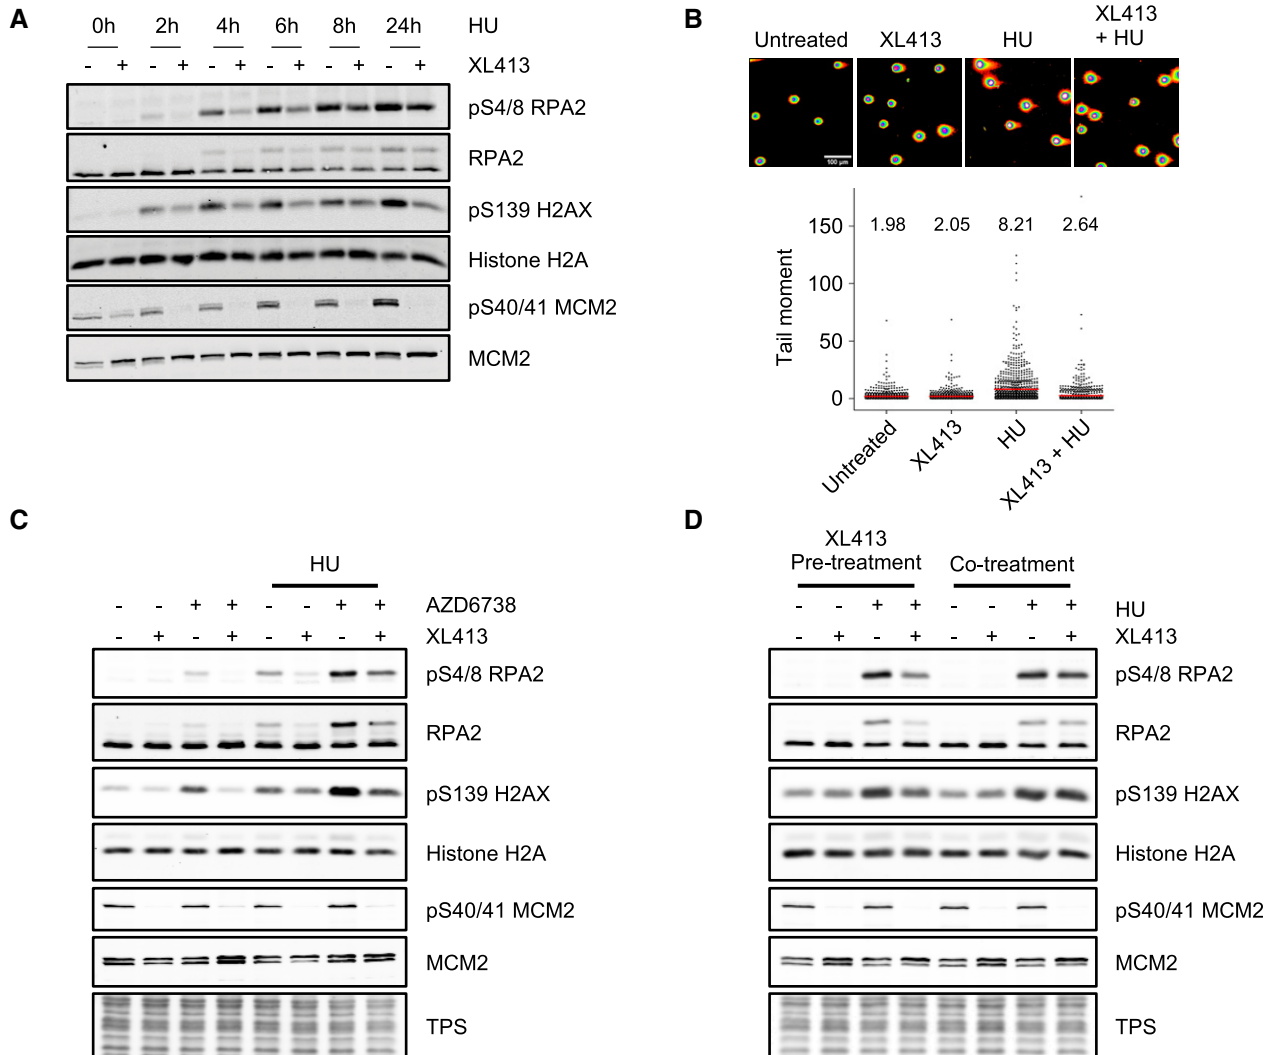 A
0h 2h 4h 6h 8h 24h HU
- + - + - + - + - + - + XL413
pS4/8 RPA2
RPA2
pS139 H2AX
Histone H2A
pS40/41 MCM2
MCM2
B
Untreated XL413 HU XL413
+ HU
100 µm
1.98 2.05 8.21 2.64
Tail moment
150
100
50
0
Untreated XL413 HU XL413 + HU
C
HU
- - + + - - + + AZD6738
- + - + - + - + XL413
pS4/8 RPA2
RPA2
pS139 H2AX
Histone H2A
pS40/41 MCM2
MCM2
TPS
D
XL413
Pre-treatment Co-treatment
- - + + - - + + HU
- + - + - + - + XL413
pS4/8 RPA2
RPA2
pS139 H2AX
Histone H2A
pS40/41 MCM2
MCM2
TPS